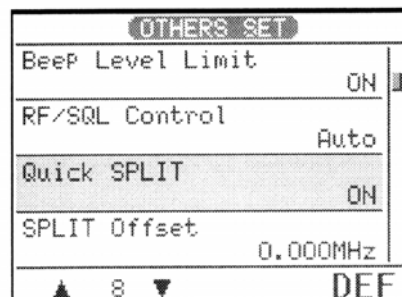 OTHERS SET
Beep Level Limit
ON
RF/SQL Control
Auto
Quick SPLIT
ON
SPLIT Offset
0.000MHz
▲ 8 ▼ DEF